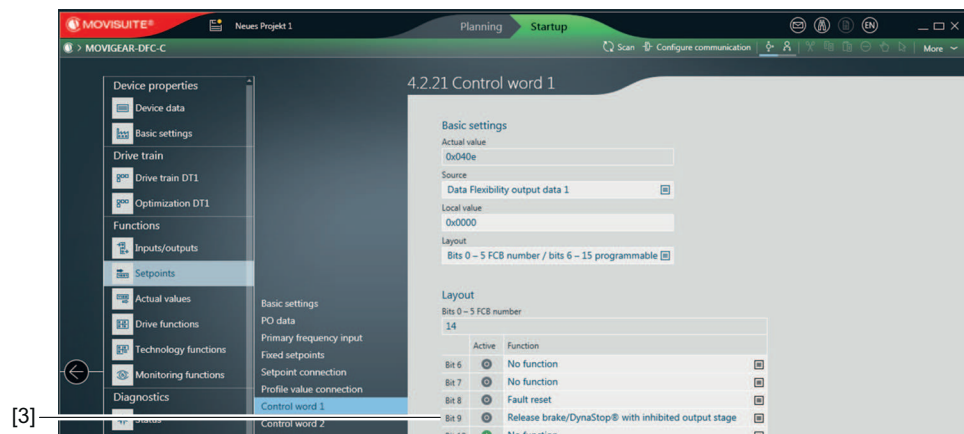 MOVISUITE® Neues Projekt 1 Planning Startup EN
> MOVIGEAR-DFC-C Scan Configure communication More
Device properties
Device data
Basic settings
Drive train
Drive train DT1
Optimization DT1
Functions
Inputs/outputs
Setpoints
Actual values
Drive functions
Technology functions
Monitoring functions
Diagnostics
Status
Basic settings
PO data
Primary frequency input
Fixed setpoints
Setpoint connection
Profile value connection
Control word 1
Control word 2
4.2.21 Control word 1
Basic settings
Actual value
0x040e
Source
Data Flexibility output data 1
Local value
0x0000
Layout
Bits 0 – 5 FCB number / bits 6 – 15 programmable
Layout
Bits 0 – 5 FCB number
14
Active Function
Bit 6 No function
Bit 7 No function
Bit 8 Fault reset
[3] Bit 9 Release brake/DynaStop® with inhibited output stage
No function